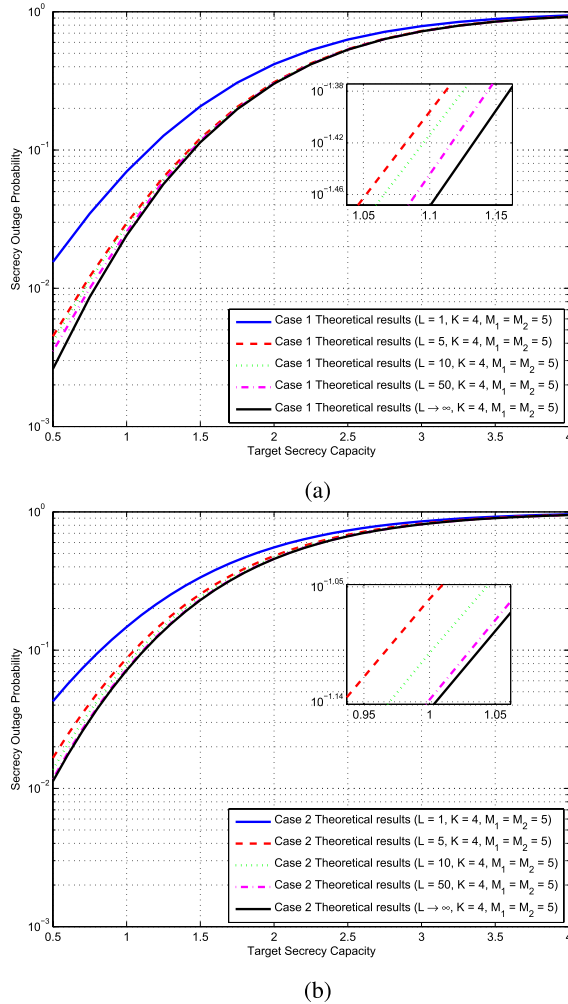 10^0
10^-1
10^-2
10^-3
Secrecy Outage Probability
10^-1.38
10^-1.42
10^-1.46
1.05 1.1 1.15
Case 1 Theoretical results (L = 1, K = 4, M_1 = M_2 = 5)
Case 1 Theoretical results (L = 5, K = 4, M_1 = M_2 = 5)
Case 1 Theoretical results (L = 10, K = 4, M_1 = M_2 = 5)
Case 1 Theoretical results (L = 50, K = 4, M_1 = M_2 = 5)
Case 1 Theoretical results (L → ∞, K = 4, M_1 = M_2 = 5)
0.5 1 1.5 2 2.5 3 3.5 4
Target Secrecy Capacity
(a)
10^0
10^-1
10^-2
10^-3
Secrecy Outage Probability
10^-1.05
10^-1.14
0.95 1 1.05
Case 2 Theoretical results (L = 1, K = 4, M_1 = M_2 = 5)
Case 2 Theoretical results (L = 5, K = 4, M_1 = M_2 = 5)
Case 2 Theoretical results (L = 10, K = 4, M_1 = M_2 = 5)
Case 2 Theoretical results (L = 50, K = 4, M_1 = M_2 = 5)
Case 2 Theoretical results (L → ∞, K = 4, M_1 = M_2 = 5)
0.5 1 1.5 2 2.5 3 3.5 4
Target Secrecy Capacity
(b)